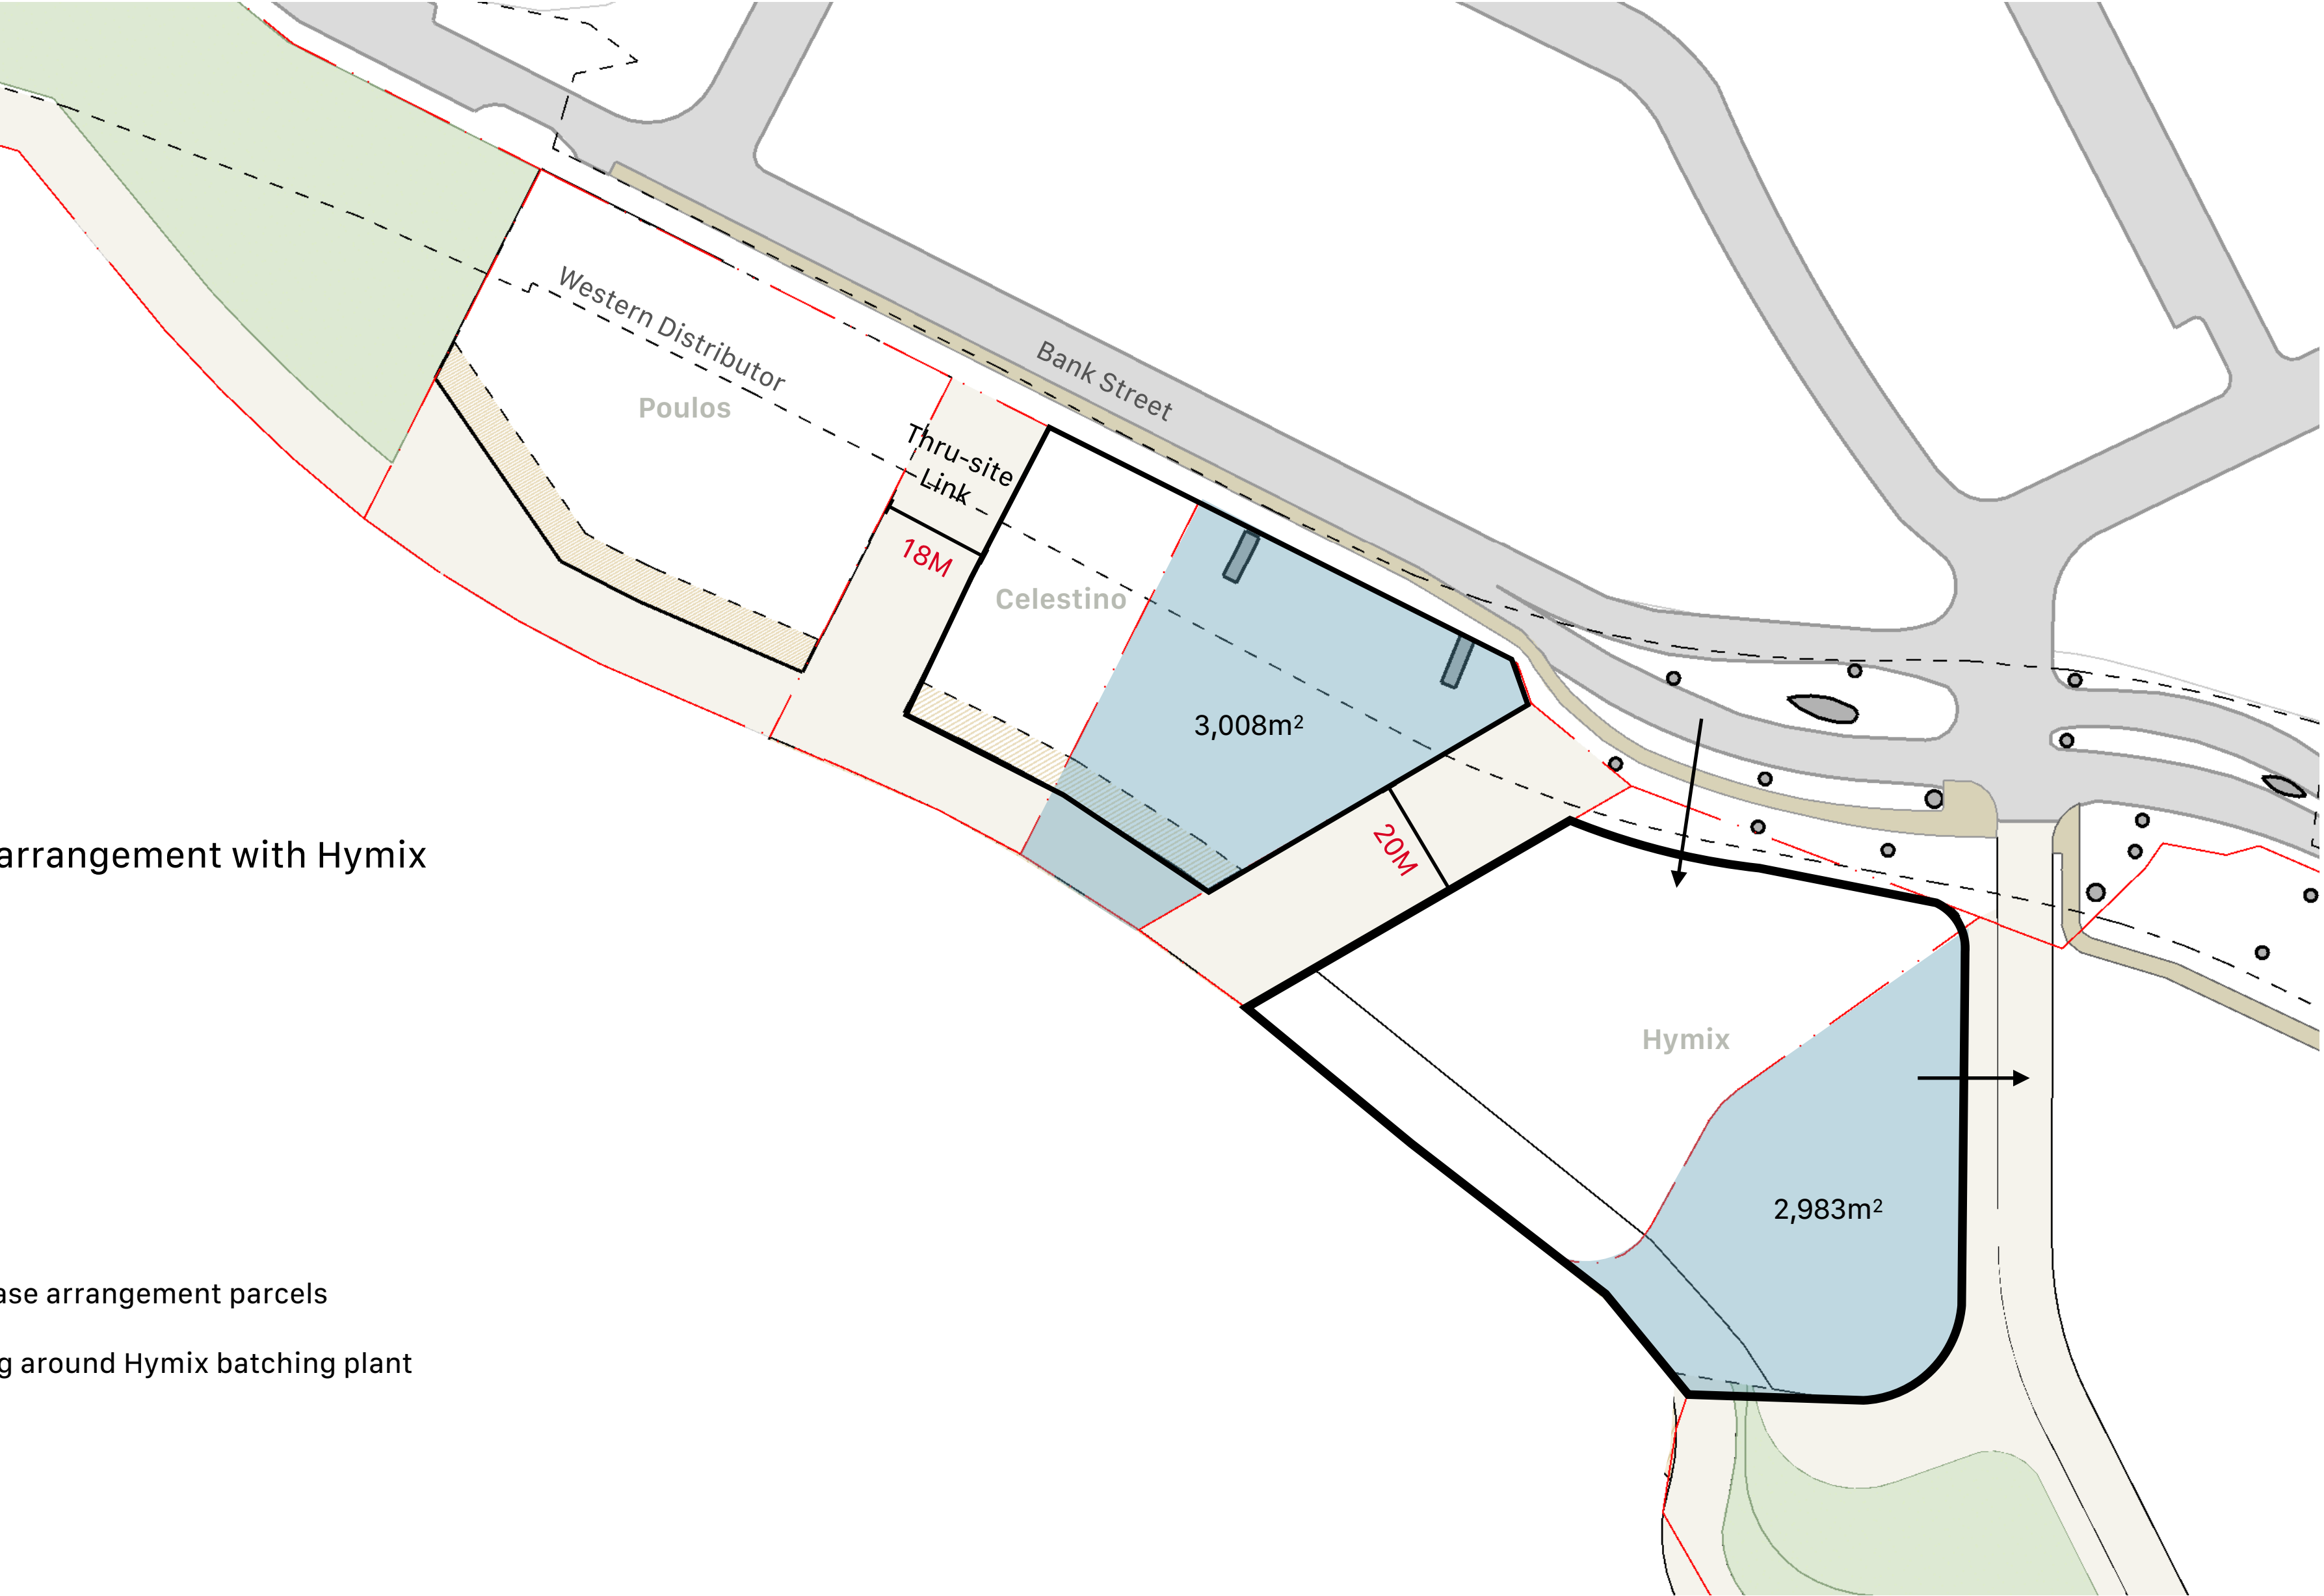 Western Distributor
Poulos
Bank Street
Thru-site
Link
18M
Celestino
3,008m²
20M
arrangement with Hymix
Hymix
2,983m²
arrangement parcels
around Hymix batching plant